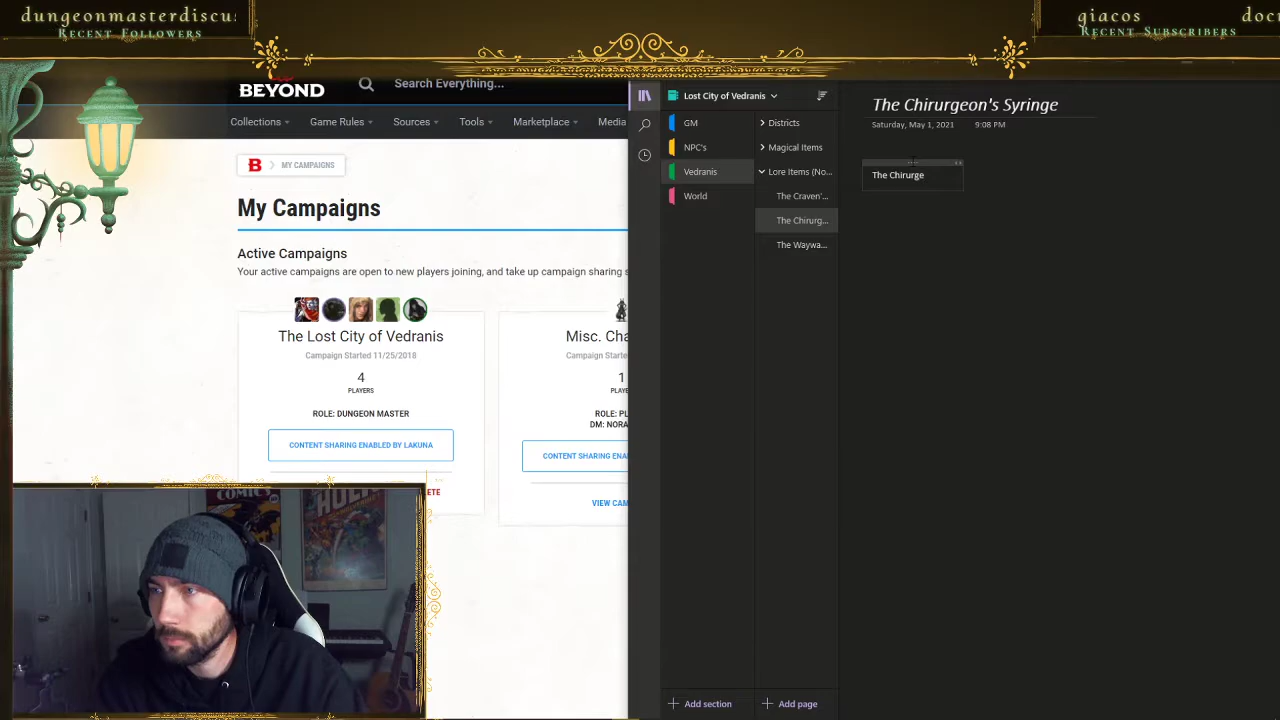 dungeonmasterdiscu
Recent Followers
giacos
Recent Subscribers
BEYOND
Search Everything...
Collections
Game Rules
Sources
Tools
Marketplace
Media
B
MY CAMPAIGNS
My Campaigns
Active Campaigns
Your active campaigns are open to new players joining, and take up campaign sharing s
The Lost City of Vedranis
Campaign Started 11/25/2018
4
PLAYERS
ROLE: DUNGEON MASTER
CONTENT SHARING ENABLED BY LAKUNA
ETE
Misc. Cha
Campaign Starte
1
PLAYE
ROLE: PL
DM: NORA
CONTENT SHARING ENA
VIEW CAM
COMICS
HULK
Lost City of Vedranis
GM
NPC's
Vedranis
World
Districts
Magical Items
Lore Items (No...
The Craven'...
The Chirurg...
The Waywa...
Add section
Add page
The Chirurgeon's Syringe
Saturday, May 1, 2021 9:08 PM
The Chirurge